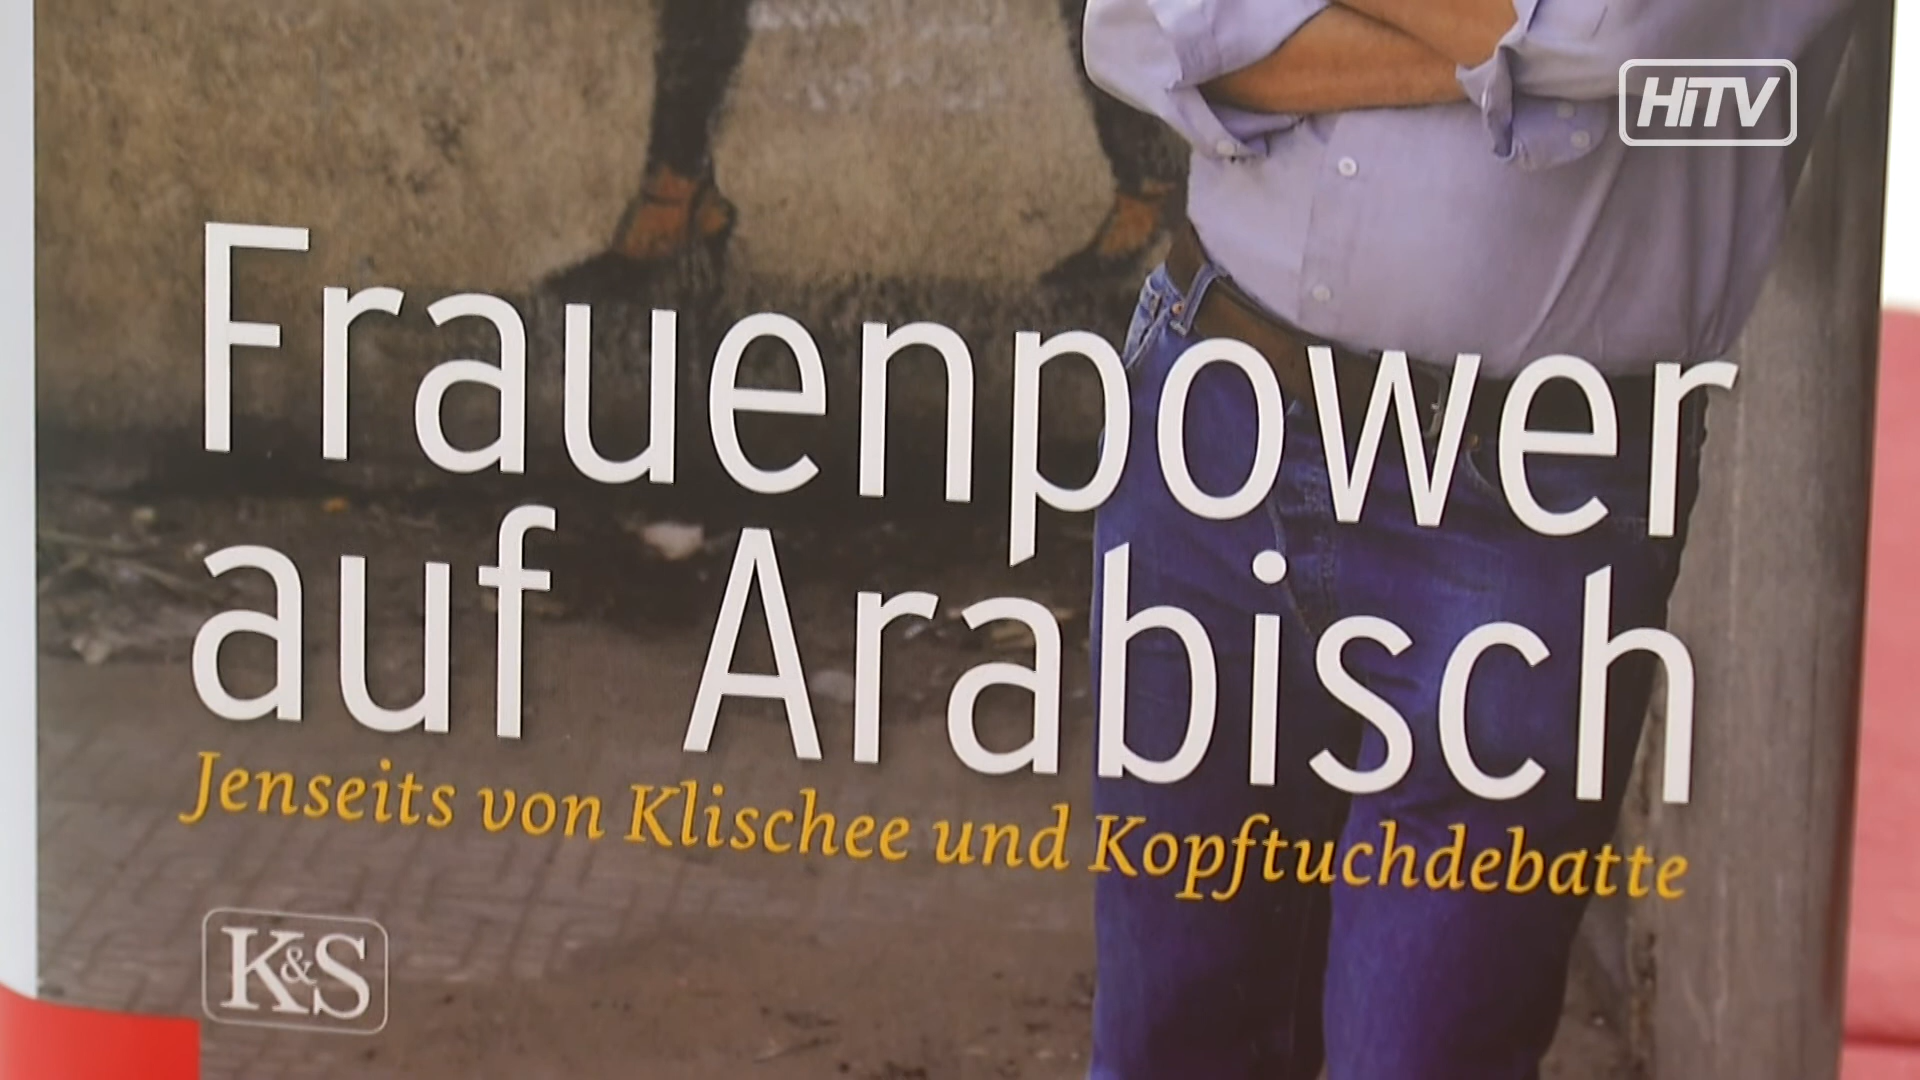 HiTV
Frauenpower
auf Arabisch
Jenseits von Klischee und Kopftuchdebatte
K&S